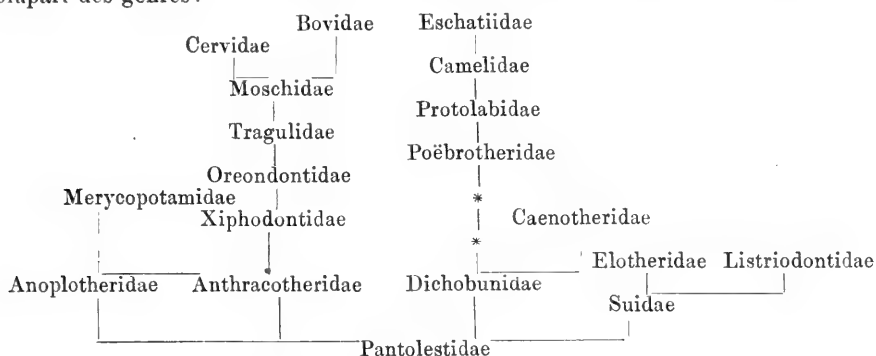 plupart des genres:
Bovidae Eschatiidae
Cervidae
Camelidae
Moschidae
Protolabidae
Tragulidae
Poëbrotheridae
Oreondontidae
Merycopotamidae
*
Xiphodontidae Caenotheridae
*
Elotheridae Listriodontidae
Anoplotheridae Anthracotheridae Dichobunidae
Suidae
Pantolestidae